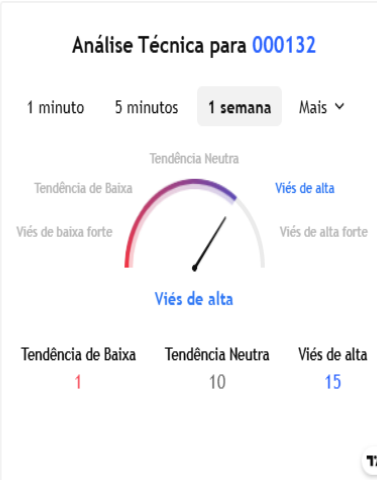 Análise Técnica para 000132
1 minuto 5 minutos 1 semana Mais
Tendência Neutra
Tendência de Baixa Viés de alta
Viés de baixa forte Viés de alta forte
Viés de alta
Tendência de Baixa Tendência Neutra Viés de alta
1 10 15